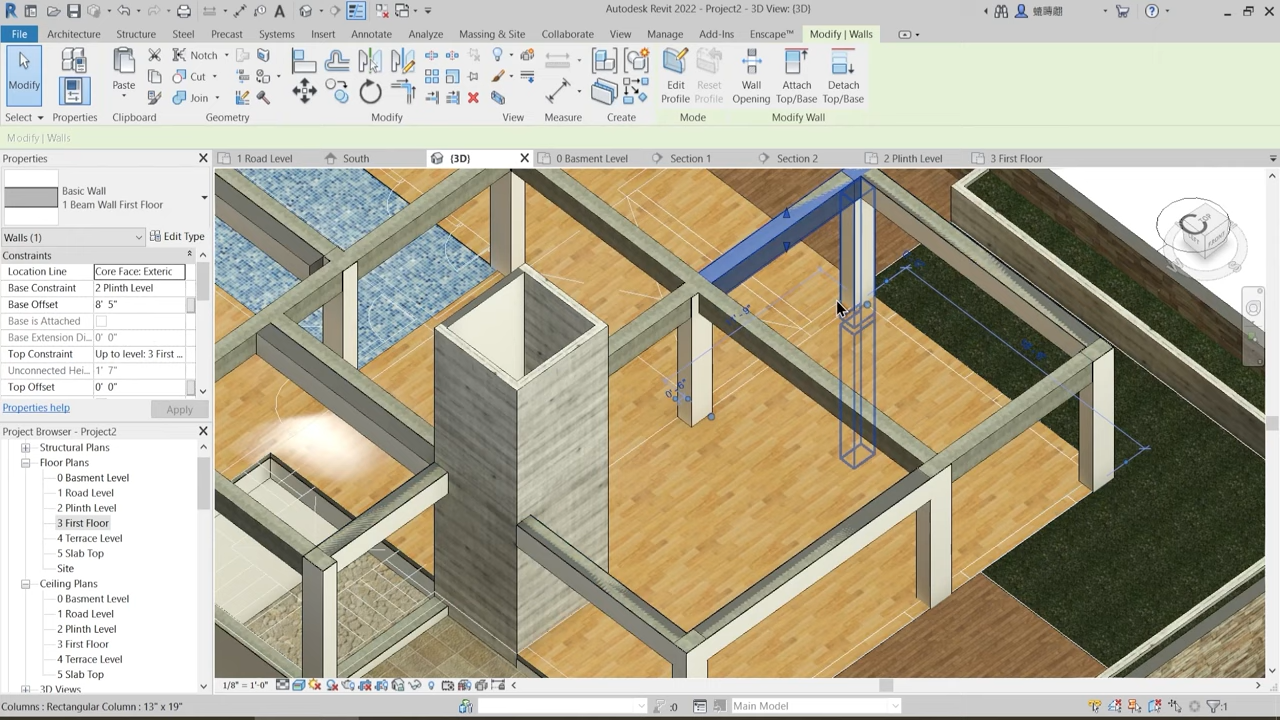 Autodesk Revit 2022 - Project2 - 3D View: {3D}
File Architecture Structure Steel Precast Systems Insert Annotate Analyze Massing & Site Collaborate View Manage Add-Ins Enscape™ Modify | Walls
Modify Paste Notch Cut Join Edit Profile Reset Profile Wall Opening Attach Top/Base Detach Top/Base
Select Properties Clipboard Geometry Modify View Measure Create Mode Modify Wall
Modify | Walls
Properties
1 Road Level South {3D} 0 Basment Level Section 1 Section 2 2 Plinth Level 3 First Floor
Basic Wall
1 Beam Wall First Floor
Walls (1) Edit Type
Constraints
Location Line Core Face: Exteric
Base Constraint 2 Plinth Level
Base Offset 8' 5"
Base is Attached
Base Extension Di...
0' 0"
Top Constraint Up to level: 3 First ...
Unconnected Hei... 1' 7"
Top Offset 0' 0"
Properties help Apply
Project Browser - Project2
Structural Plans
Floor Plans
0 Basment Level
1 Road Level
2 Plinth Level
3 First Floor
4 Terrace Level
5 Slab Top
Site
Ceiling Plans
0 Basment Level
1 Road Level
2 Plinth Level
3 First Floor
4 Terrace Level
5 Slab Top
3D Views
1/8" = 1'-0"
Columns : Rectangular Column : 13" x 19" :0 Main Model :1